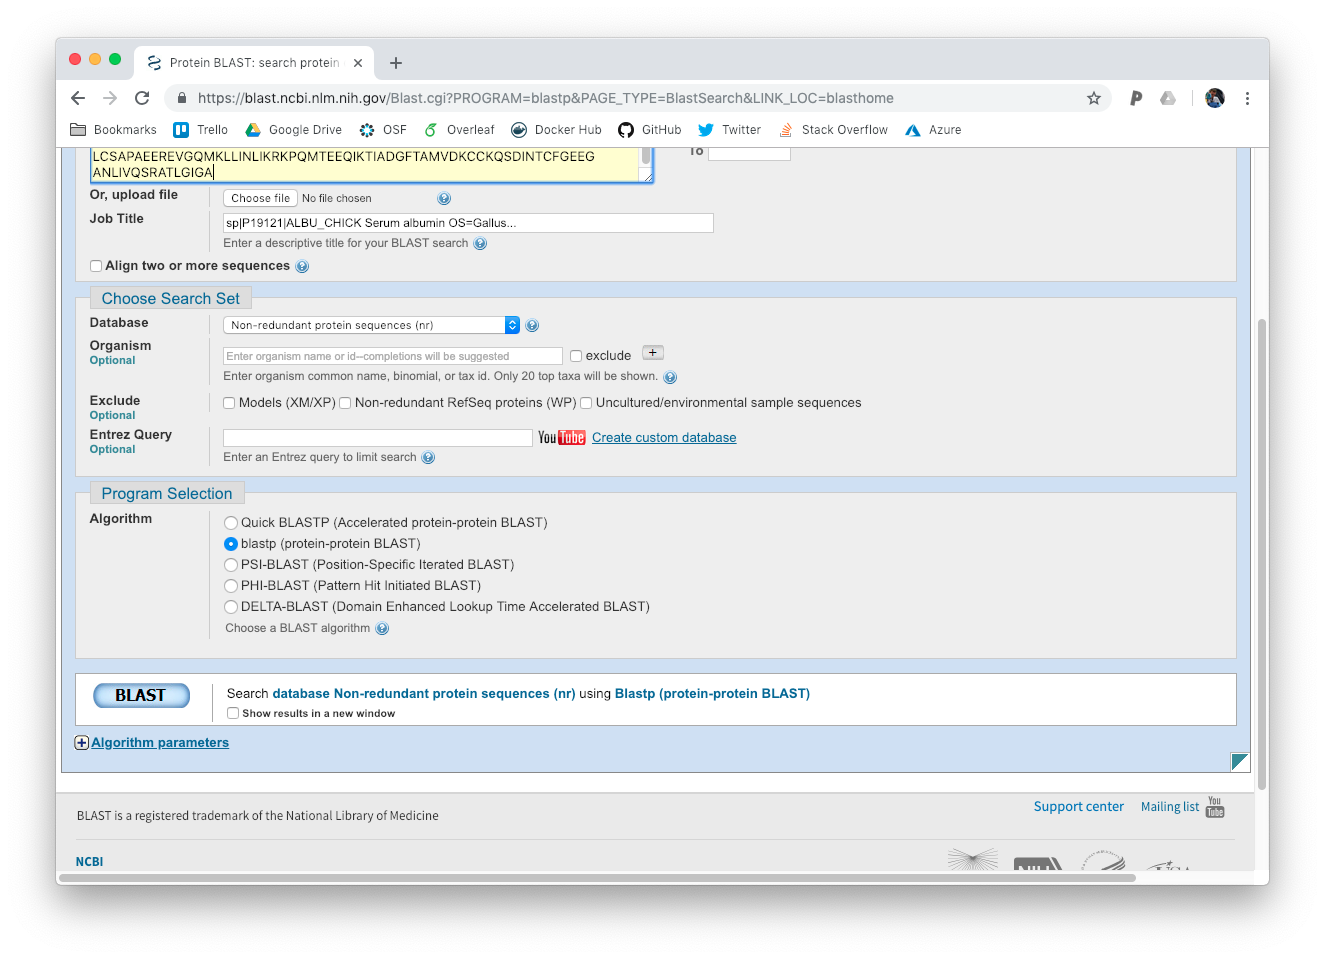 Protein BLAST: search protein
https://blast.ncbi.nlm.nih.gov/Blast.cgi?PROGRAM=blastp&PAGE_TYPE=BlastSearch&LINK_LOC=blasthome
Bookmarks Trello Google Drive OSF Overleaf Docker Hub GitHub Twitter Stack Overflow Azure
LCSAPAEEREVGQMKLLINLIKRKPQMTEEQIKTIADGFTAMVDKCCKQSDINTCFGEEG
To
ANLIVQSRATLGIGA
Or, upload file Choose file No file chosen
Job Title sp|P19121|ALBU_CHICK Serum albumin OS=Gallus...
Enter a descriptive title for your BLAST search
Align two or more sequences
Choose Search Set
Database Non-redundant protein sequences (nr)
Organism
Optional
Enter organism name or id--completions will be suggested exclude +
Enter organism common name, binomial, or tax id. Only 20 top taxa will be shown.
Exclude
Optional
Models (XM/XP) Non-redundant RefSeq proteins (WP) Uncultured/environmental sample sequences
Entrez Query
Optional
YouTube Create custom database
Enter an Entrez query to limit search
Program Selection
Algorithm
Quick BLASTP (Accelerated protein-protein BLAST)
blastp (protein-protein BLAST)
PSI-BLAST (Position-Specific Iterated BLAST)
PHI-BLAST (Pattern Hit Initiated BLAST)
DELTA-BLAST (Domain Enhanced Lookup Time Accelerated BLAST)
Choose a BLAST algorithm
BLAST
Search database Non-redundant protein sequences (nr) using Blastp (protein-protein BLAST)
Show results in a new window
Algorithm parameters
BLAST is a registered trademark of the National Library of Medicine
Support center Mailing list You Tube
NCBI